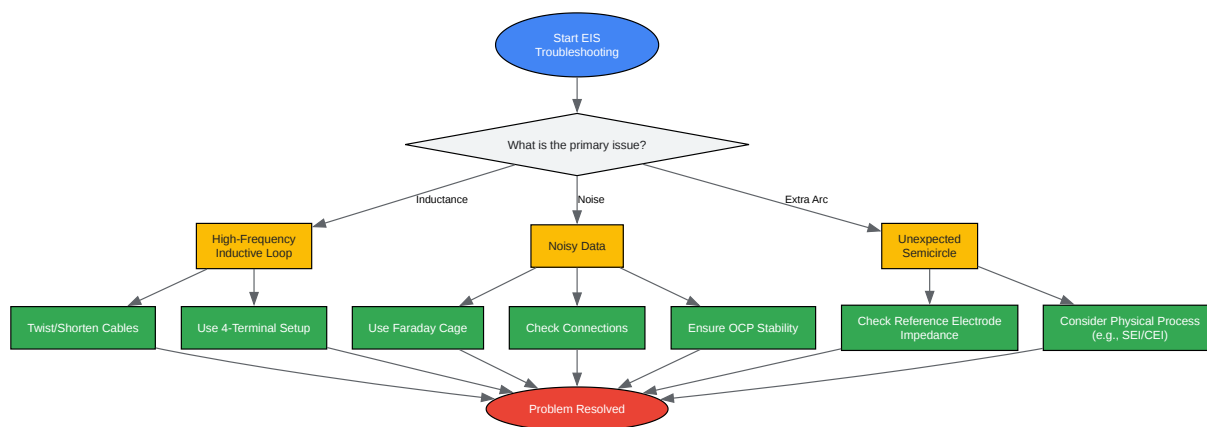 Start EIS
Troubleshooting
What is the primary issue?
Inductance
Noise
Extra Arc
High-Frequency
Inductive Loop
Noisy Data
Unexpected
Semicircle
Twist/Shorten Cables
Use 4-Terminal Setup
Use Faraday Cage
Check Connections
Ensure OCP Stability
Check Reference Electrode
Impedance
Consider Physical Process
(e.g., SEI/CEI)
Problem Resolved